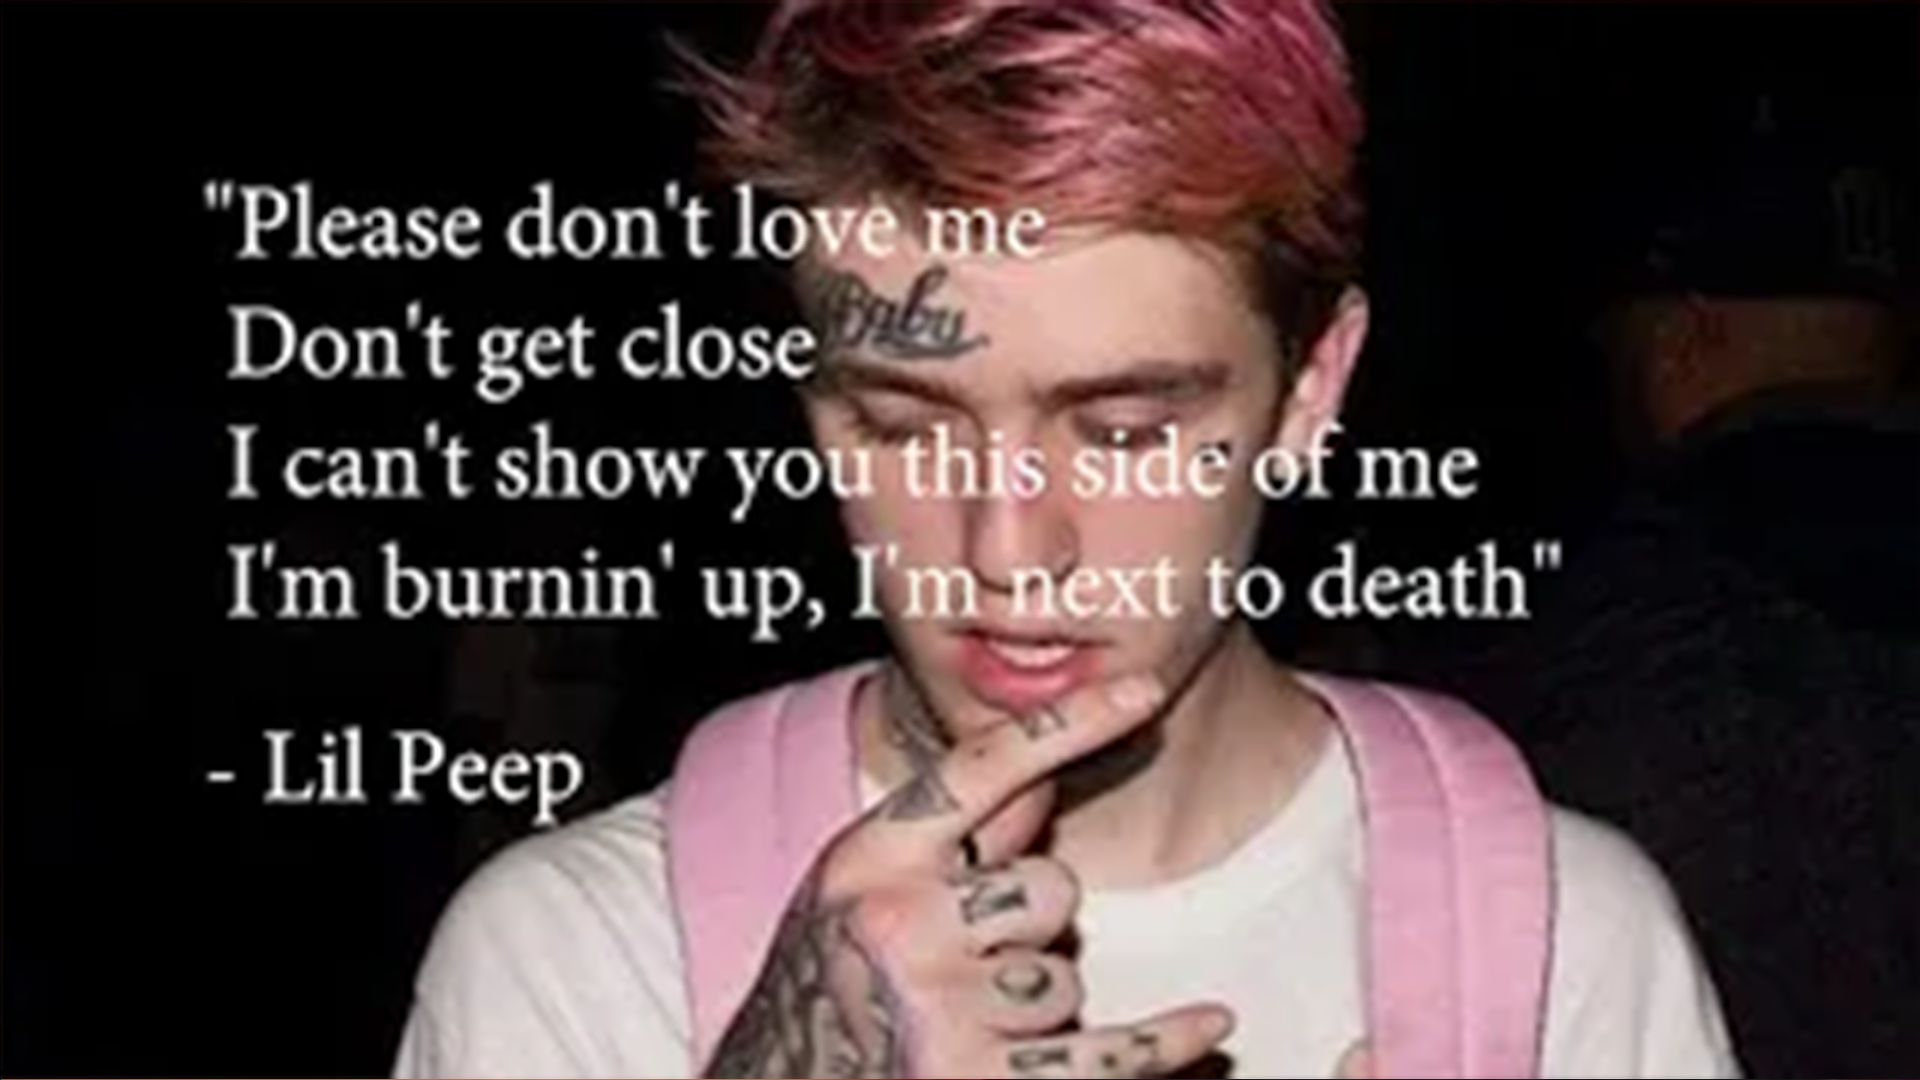 "Please don't love me
Baby
Don't get close
I can't show you this side of me
I'm burnin' up, I'm next to death"
- Lil Peep